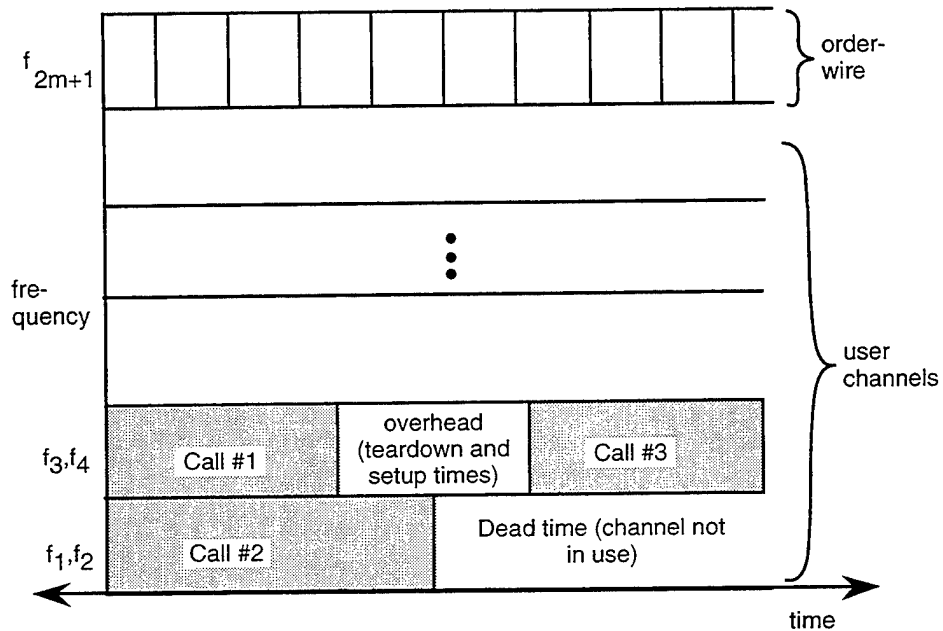 f 2m+1
order-
wire
fre-
quency
user
channels
f3,f4
Call #1
overhead
(teardown and
setup times)
Call #3
f1,f2
Call #2
Dead time (channel not
in use)
time